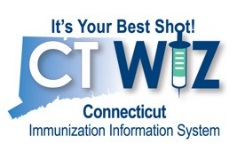 It's Your Best Shot!
CT WIZ
Connecticut
Immunization Information System